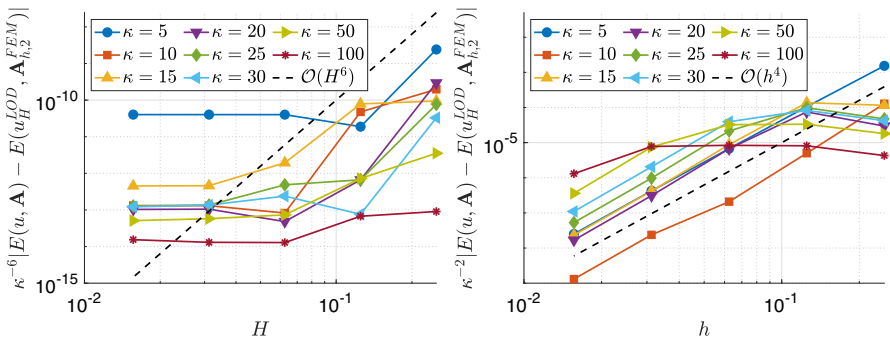 κ = 5 κ = 20 κ = 50
κ = 10 κ = 25 κ = 100
κ = 15 κ = 30 O(H^6)
κ^{-6}|E(u, A) − E(u_H^{LOD}, A_{h,2}^{FEM})|
10^{-10}
10^{-15}
10^{-2} 10^{-1}
H
κ = 5 κ = 20 κ = 50
κ = 10 κ = 25 κ = 100
κ = 15 κ = 30 O(h^4)
κ^{-2}|E(u, A) − E(u_H^{LOD}, A_{h,2}^{FEM})|
10^{-5}
10^{-2} 10^{-1}
h